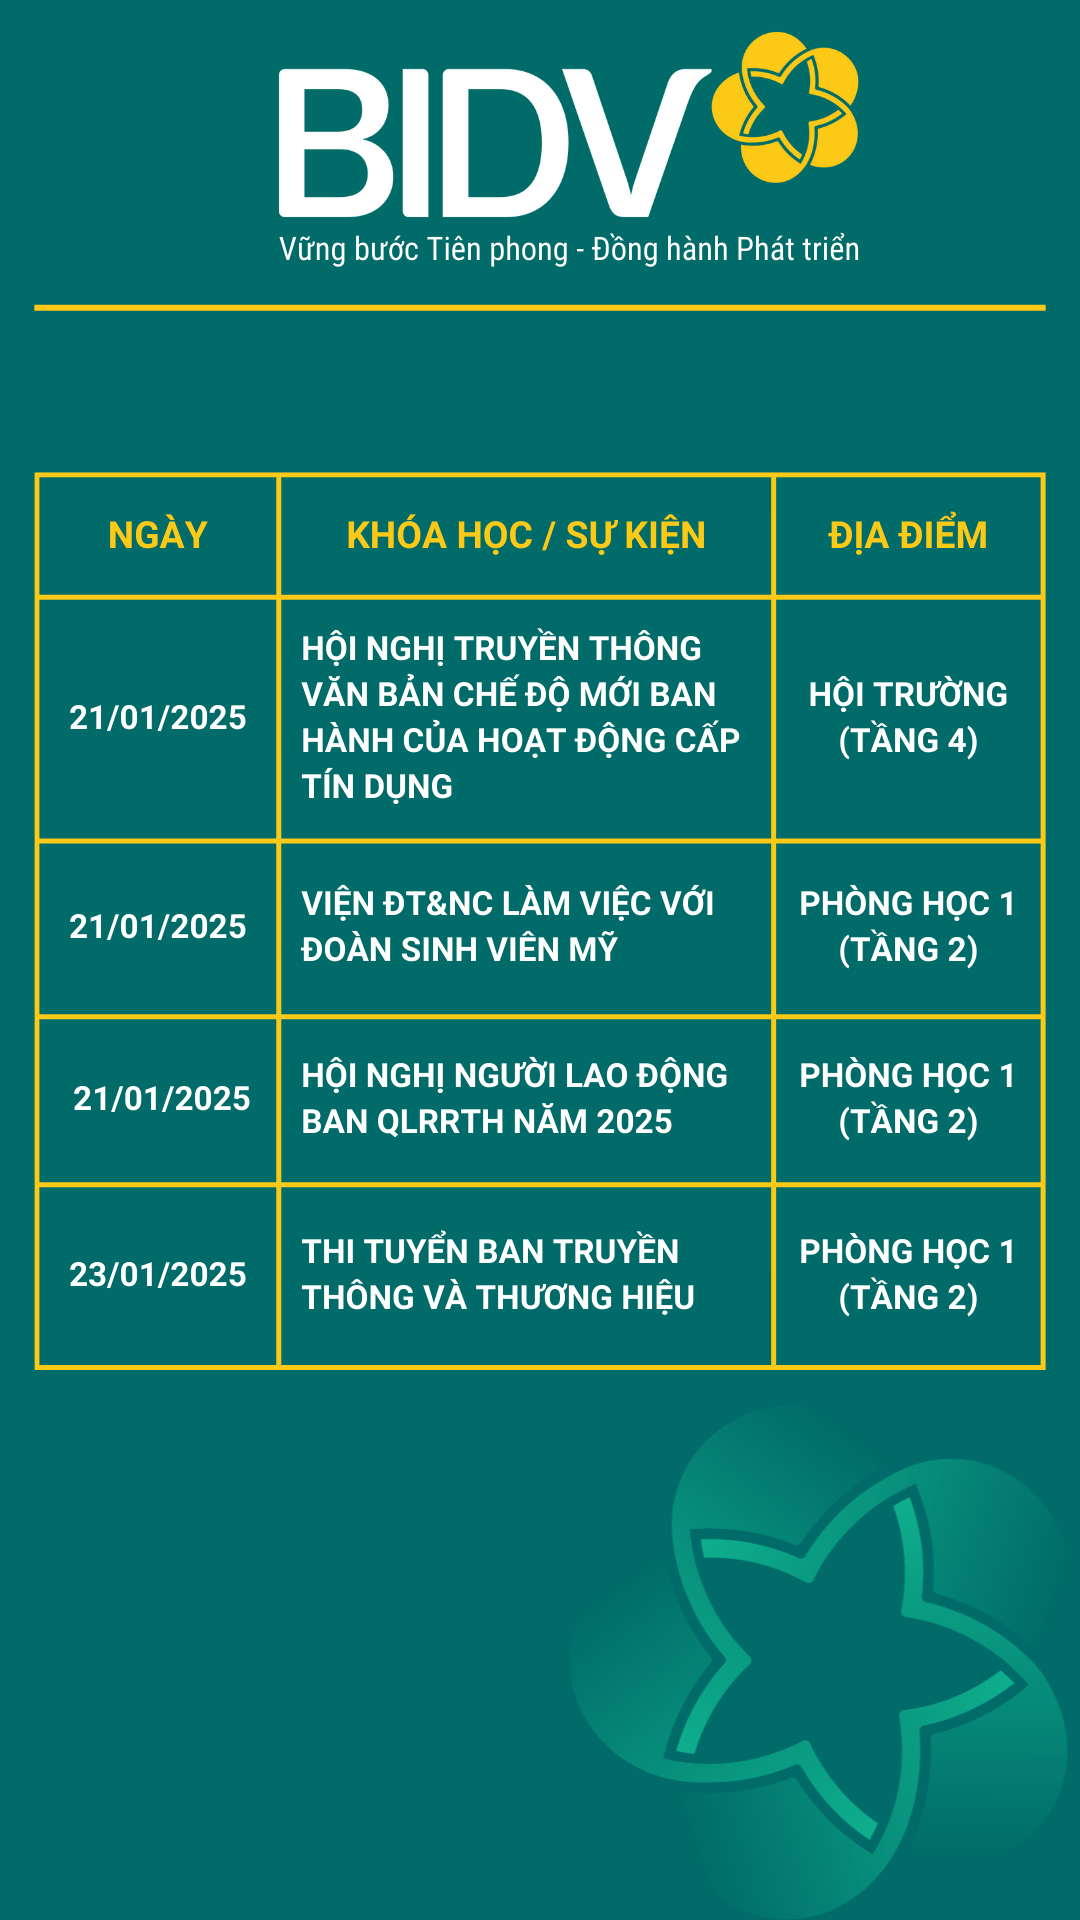 BIDV
Vững bước Tiên phong - Đồng hành Phát triển
NGÀY
KHÓA HỌC / SỰ KIỆN
ĐỊA ĐIỂM
21/01/2025
HỘI NGHỊ TRUYỀN THÔNG
VĂN BẢN CHẾ ĐỘ MỚI BAN
HÀNH CỦA HOẠT ĐỘNG CẤP
TÍN DỤNG
HỘI TRƯỜNG
(TẦNG 4)
21/01/2025
VIỆN ĐT&NC LÀM VIỆC VỚI
ĐOÀN SINH VIÊN MỸ
PHÒNG HỌC 1
(TẦNG 2)
21/01/2025
HỘI NGHỊ NGƯỜI LAO ĐỘNG
BAN QLRRTH NĂM 2025
PHÒNG HỌC 1
(TẦNG 2)
23/01/2025
THI TUYỂN BAN TRUYỀN
THÔNG VÀ THƯƠNG HIỆU
PHÒNG HỌC 1
(TẦNG 2)